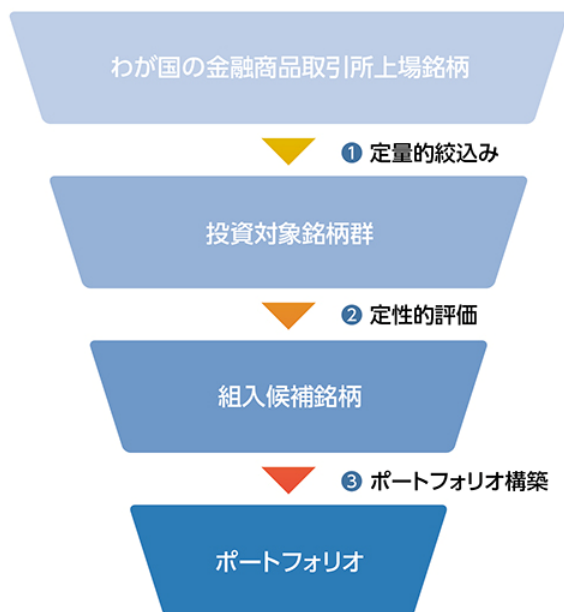 わが国の金融商品取引所上場銘柄
❶ 定量的絞込み
投資対象銘柄群
❷ 定性的評価
組入候補銘柄
❸ ポートフォリオ構築
ポートフォリオ